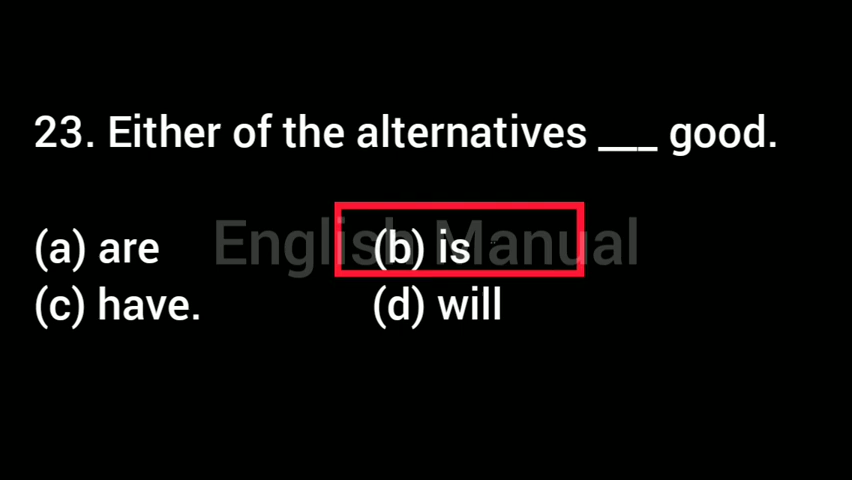 23. Either of the alternatives ___ good.
(a) are (b) is
(c) have. (d) will
English Manual